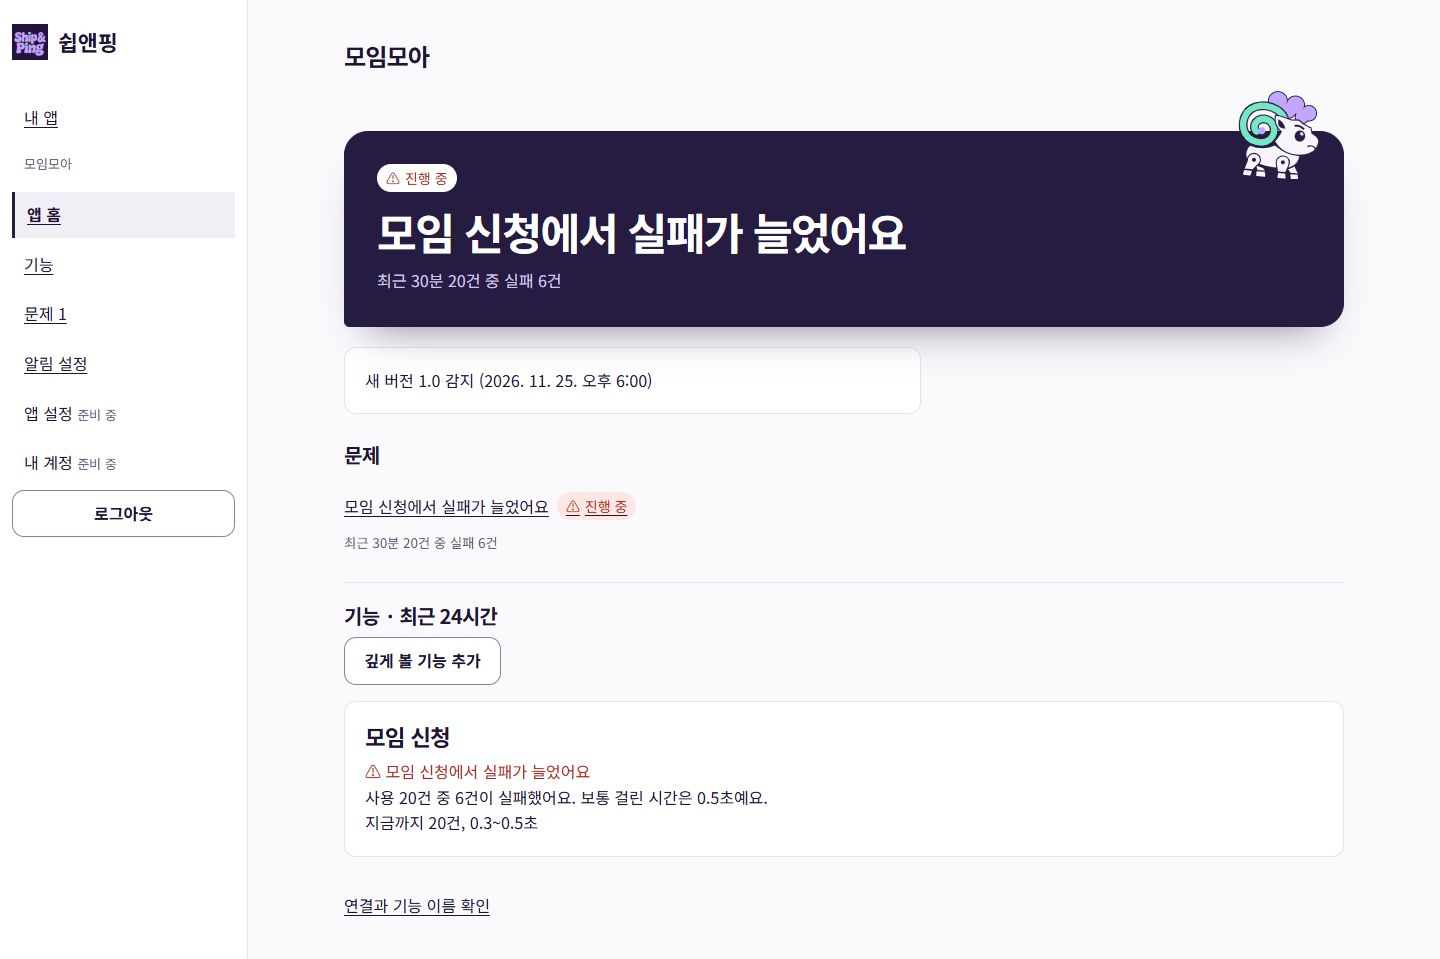 Ship&
Ping
쉽앤핑
내 앱
모임모아
앱 홈
기능
문제 1
알림 설정
앱 설정 준비 중
내 계정 준비 중
로그아웃
모임모아
진행 중
모임 신청에서 실패가 늘었어요
최근 30분 20건 중 실패 6건
새 버전 1.0 감지 (2026. 11. 25. 오후 6:00)
문제
모임 신청에서 실패가 늘었어요 진행 중
최근 30분 20건 중 실패 6건
기능 · 최근 24시간
깊게 볼 기능 추가
모임 신청
모임 신청에서 실패가 늘었어요
사용 20건 중 6건이 실패했어요. 보통 걸린 시간은 0.5초예요.
지금까지 20건, 0.3~0.5초
연결과 기능 이름 확인